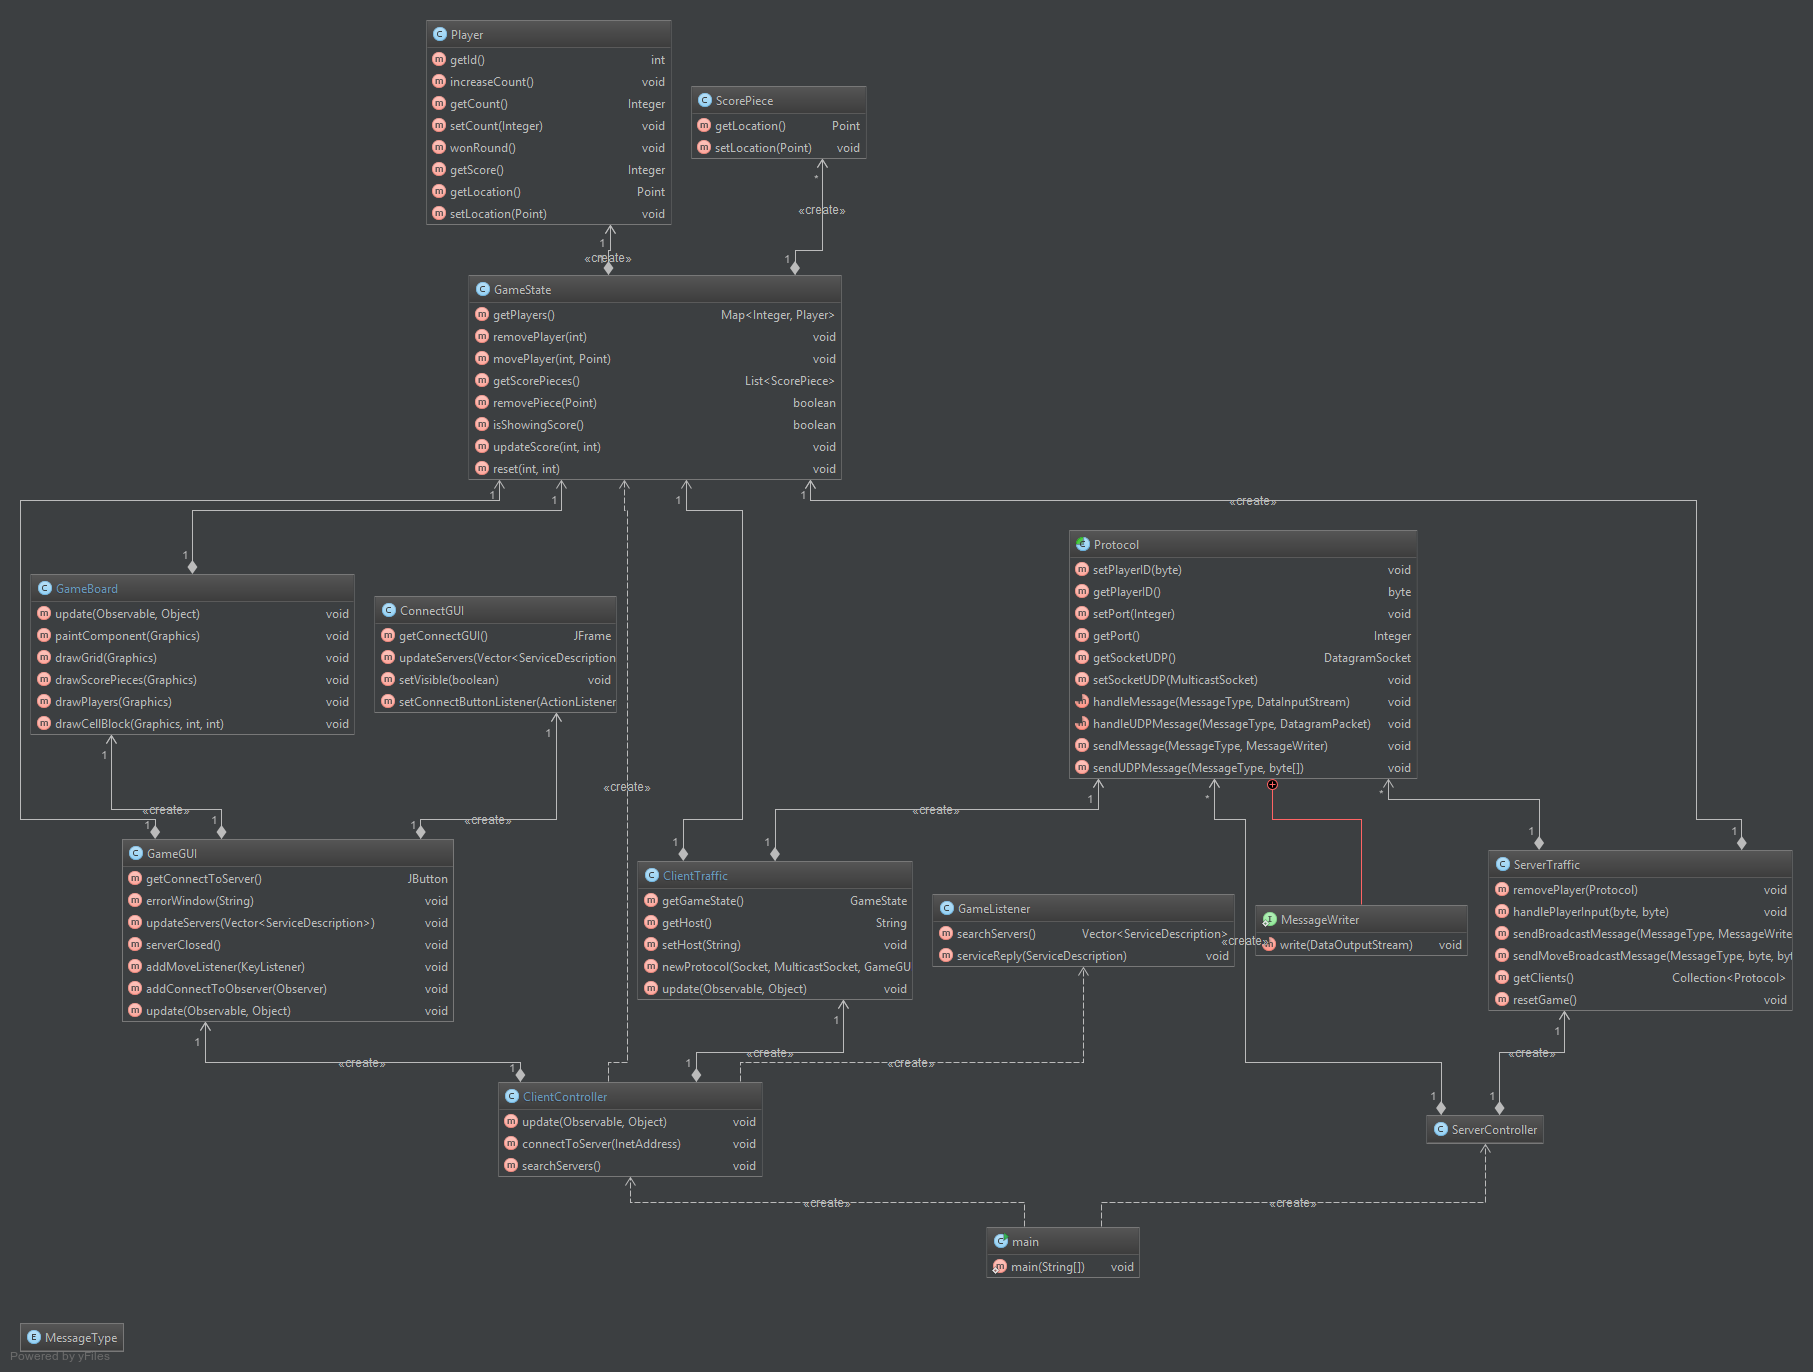 Player
getId() int
increaseCount() void
getCount() Integer
setCount(Integer) void
wonRound() void
getScore() Integer
getLocation() Point
setLocation(Point) void
ScorePiece
getLocation() Point
setLocation(Point) void
*
«create»
1
«create»
1
1
GameState
getPlayers() Map<Integer, Player>
removePlayer(int) void
movePlayer(int, Point) void
getScorePieces() List<ScorePiece>
removePiece(Point) boolean
isShowingScore() boolean
updateScore(int, int) void
reset(int, int) void
1
1
1
1
«create»
1
GameBoard
update(Observable, Object) void
paintComponent(Graphics) void
drawGrid(Graphics) void
drawScorePieces(Graphics) void
drawPlayers(Graphics) void
drawCellBlock(Graphics, int, int) void
ConnectGUI
getConnectGUI() JFrame
updateServers(Vector<ServiceDescription
setVisible(boolean) void
setConnectButtonListener(ActionListener
Protocol
setPlayerID(byte) void
getPlayerID() byte
setPort(Integer) void
getPort() Integer
getSocketUDP() DatagramSocket
setSocketUDP(MulticastSocket) void
handleMessage(MessageType, DataInputStream) void
handleUDPMessage(MessageType, DatagramPacket) void
sendMessage(MessageType, MessageWriter) void
sendUDPMessage(MessageType, byte[]) void
1
1
«create»
1
*
*
«create»
«create»
«create»
1
1
1
1
1
1
1
GameGUI
getConnectToServer() JButton
errorWindow(String) void
updateServers(Vector<ServiceDescription>) void
serverClosed() void
addMoveListener(KeyListener) void
addConnectToObserver(Observer) void
update(Observable, Object) void
ClientTraffic
getGameState() GameState
getHost() String
setHost(String) void
newProtocol(Socket, MulticastSocket, GameGU
update(Observable, Object) void
GameListener
searchServers() Vector<ServiceDescription>
serviceReply(ServiceDescription) void
«create»
MessageWriter
write(DataOutputStream) void
ServerTraffic
removePlayer(Protocol) void
handlePlayerInput(byte, byte) void
sendBroadcastMessage(MessageType, MessageWrite
sendMoveBroadcastMessage(MessageType, byte, byt
getClients() Collection<Protocol>
resetGame() void
1
1
1
«create»
«create»
«create»
«create»
1
1
1
1
ClientController
update(Observable, Object) void
connectToServer(InetAddress) void
searchServers() void
ServerController
«create»
«create»
main
main(String[]) void
MessageType
Powered by yFiles